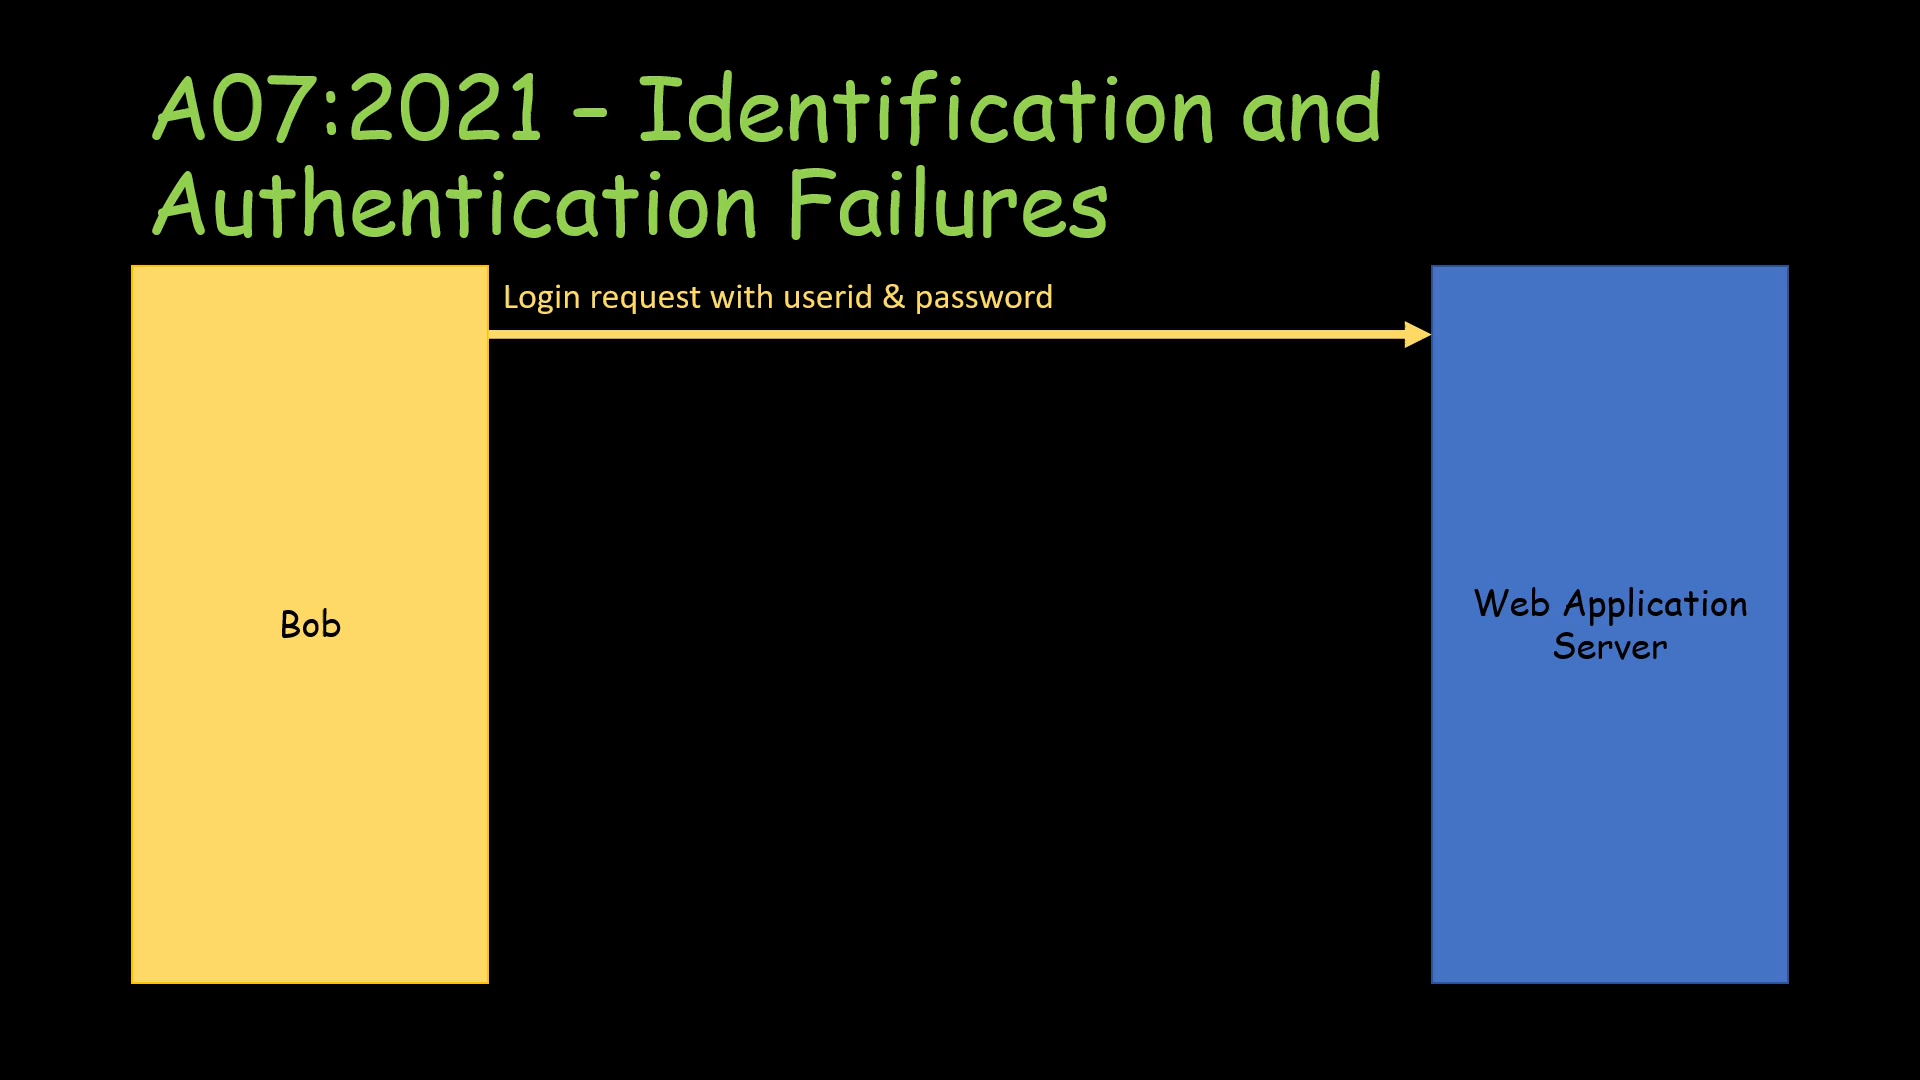 A07:2021 – Identification and
Authentication Failures
Login request with userid & password
Bob
Web Application
Server